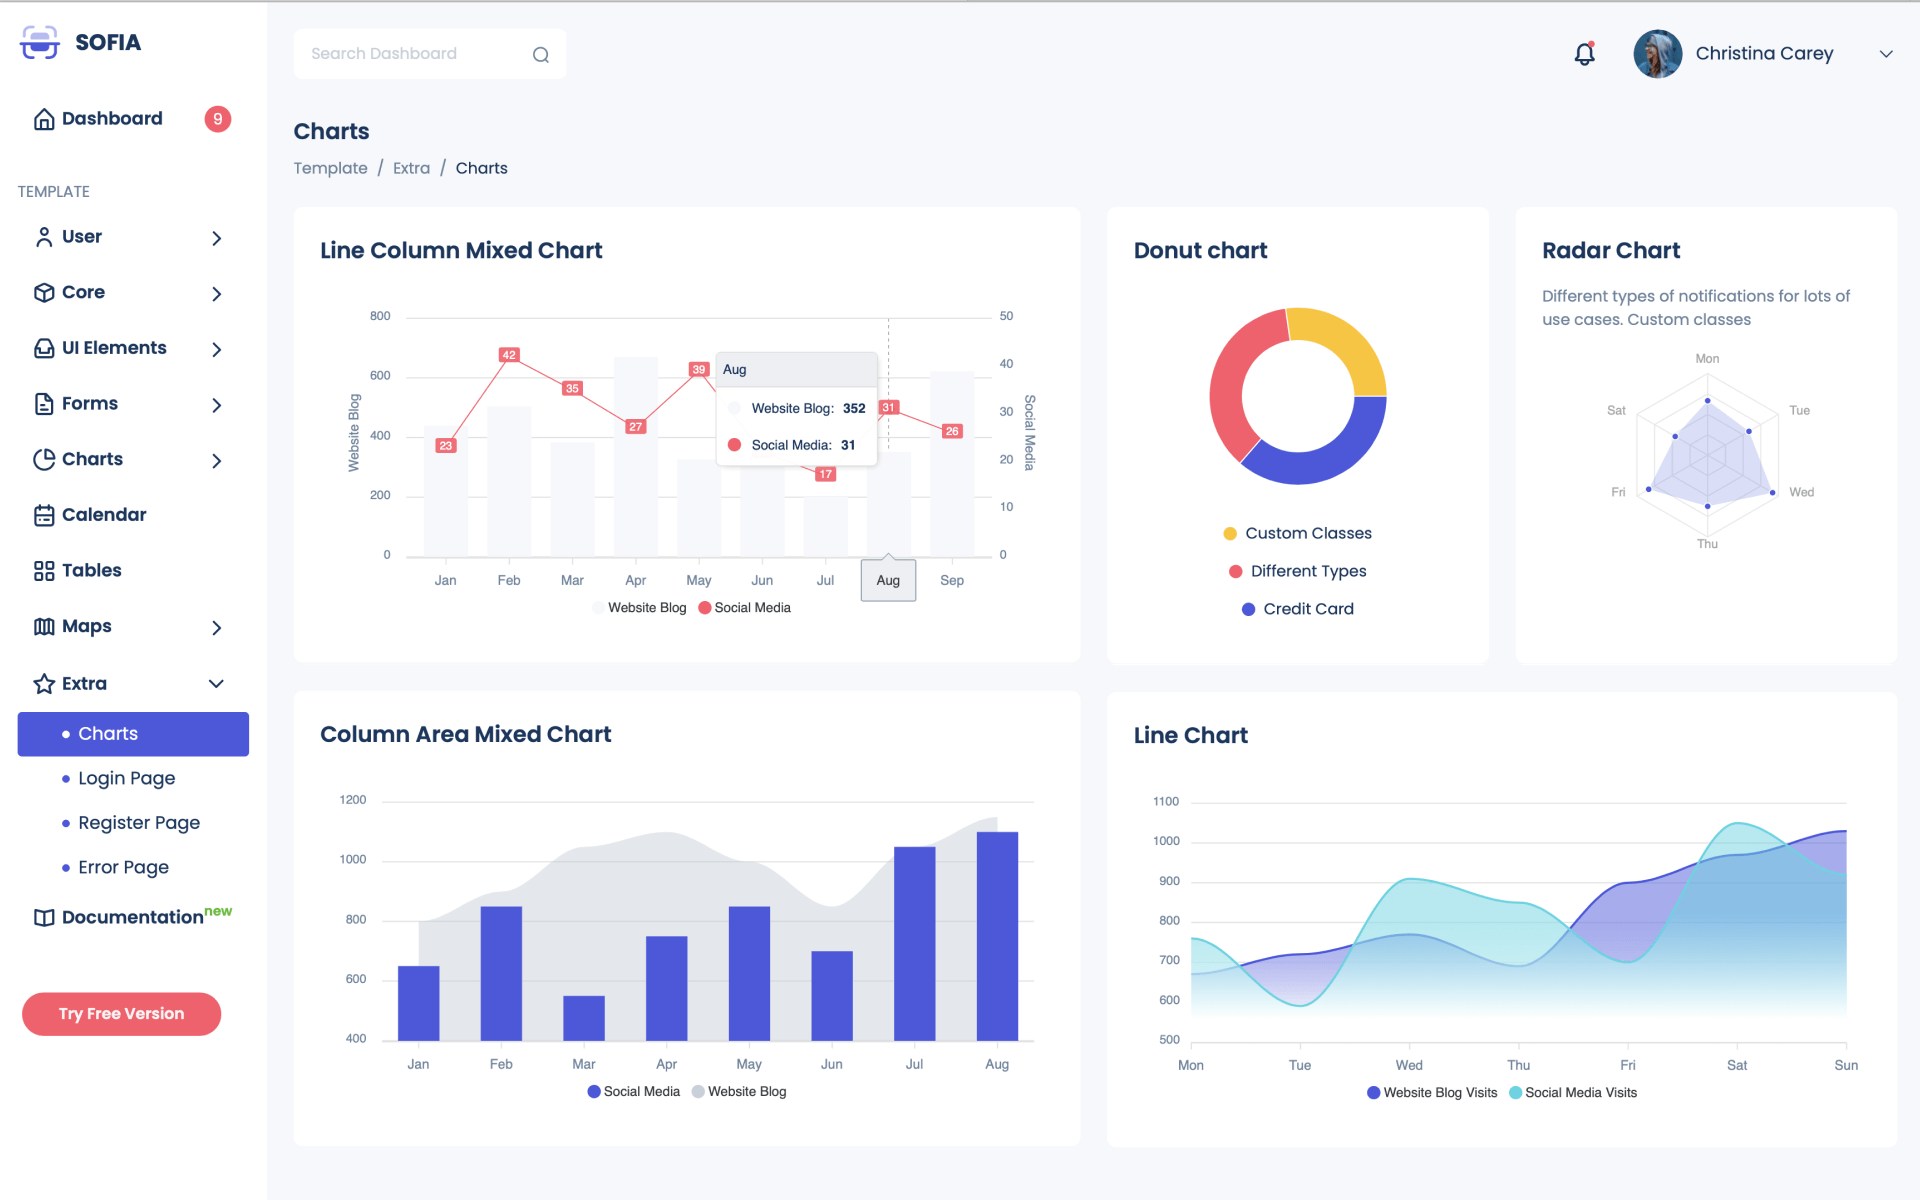 SOFIA
Search Dashboard
Christina Carey
Dashboard
9
TEMPLATE
User
Core
UI Elements
Forms
Charts
Calendar
Tables
Maps
Extra
Charts
Login Page
Register Page
Error Page
Documentation new
Try Free Version
Charts
Template / Extra / Charts
Line Column Mixed Chart
800
600
400
200
0
Website Blog
50
40
30
20
10
0
Social Media
23
42
35
27
39
17
31
26
Aug
Website Blog: 352
Social Media: 31
Jan Feb Mar Apr May Jun Jul Aug Sep
Website Blog Social Media
Donut chart
Custom Classes
Different Types
Credit Card
Radar Chart
Different types of notifications for lots of
use cases. Custom classes
Mon
Sat
Tue
Fri
Wed
Thu
Column Area Mixed Chart
1200
1000
800
600
400
Jan Feb Mar Apr May Jun Jul Aug
Social Media Website Blog
Line Chart
1100
1000
900
800
700
600
500
Mon Tue Wed Thu Fri Sat Sun
Website Blog Visits Social Media Visits